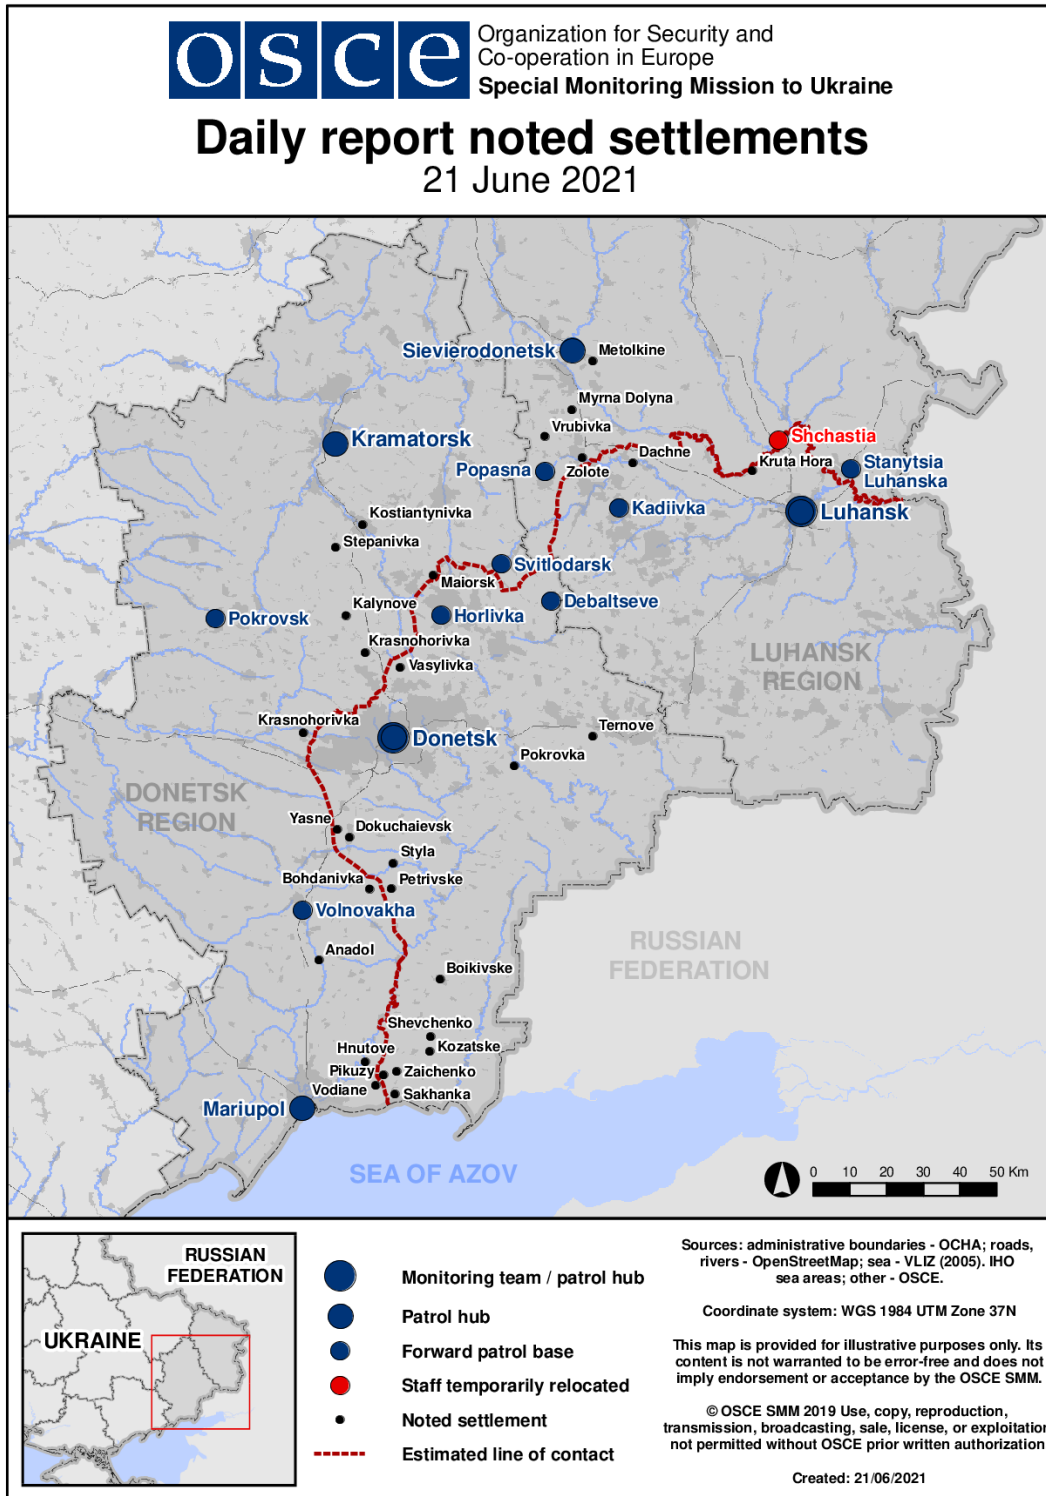 osce
Organization for Security and
Co-operation in Europe
Special Monitoring Mission to Ukraine
Daily report noted settlements
21 June 2021
Sievierodonetsk
Metolkine
Myrna Dolyna
Vrubivka
Kramatorsk
Shchastia
Dachne
Kruta Hora
Popasna
Zolote
Stanytsia
Luhanska
Kadiivka
Luhansk
Kostiantynivka
Stepanivka
Svitlodarsk
Maiorsk
Debaltseve
Kalynove
Horlivka
Pokrovsk
Krasnohorivka
Vasylivka
LUHANSK
REGION
Krasnohorivka
Donetsk
Ternove
Pokrovka
DONETSK
REGION
Yasne
Dokuchaievsk
Styla
Bohdanivka
Petrivske
Volnovakha
Anadol
RUSSIAN
FEDERATION
Boikivske
Shevchenko
Hnutove
Kozatske
Pikuzy
Zaichenko
Vodiane
Sakhanka
Mariupol
SEA OF AZOV
0 10 20 30 40 50 Km
RUSSIAN
FEDERATION
UKRAINE
Monitoring team / patrol hub
Patrol hub
Forward patrol base
Staff temporarily relocated
Noted settlement
Estimated line of contact
Sources: administrative boundaries - OCHA; roads,
rivers - OpenStreetMap; sea - VLIZ (2005). IHO
sea areas; other - OSCE.
Coordinate system: WGS 1984 UTM Zone 37N
This map is provided for illustrative purposes only. Its
content is not warranted to be error-free and does not
imply endorsement or acceptance by the OSCE SMM.
© OSCE SMM 2019 Use, copy, reproduction,
transmission, broadcasting, sale, license, or exploitation
not permitted without OSCE prior written authorization
Created: 21/06/2021